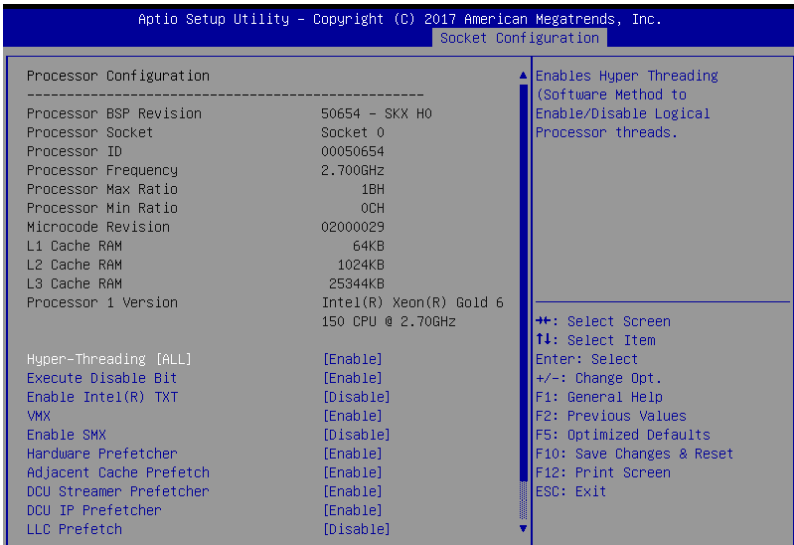 Aptio Setup Utility – Copyright (C) 2017 American Megatrends, Inc.
Socket Configuration
Processor Configuration
--------------------------------------------------
Processor BSP Revision 50654 – SKX H0
Processor Socket Socket 0
Processor ID 00050654
Processor Frequency 2.700GHz
Processor Max Ratio 1BH
Processor Min Ratio 0CH
Microcode Revision 02000029
L1 Cache RAM 64KB
L2 Cache RAM 1024KB
L3 Cache RAM 25344KB
Processor 1 Version Intel(R) Xeon(R) Gold 6
150 CPU @ 2.70GHz
Hyper-Threading [ALL] [Enable]
Execute Disable Bit [Enable]
Enable Intel(R) TXT [Disable]
VMX [Enable]
Enable SMX [Disable]
Hardware Prefetcher [Enable]
Adjacent Cache Prefetch [Enable]
DCU Streamer Prefetcher [Enable]
DCU IP Prefetcher [Enable]
LLC Prefetch [Disable]
Enables Hyper Threading
(Software Method to
Enable/Disable Logical
Processor threads.
→←: Select Screen
↑↓: Select Item
Enter: Select
+/-: Change Opt.
F1: General Help
F2: Previous Values
F5: Optimized Defaults
F10: Save Changes & Reset
F12: Print Screen
ESC: Exit